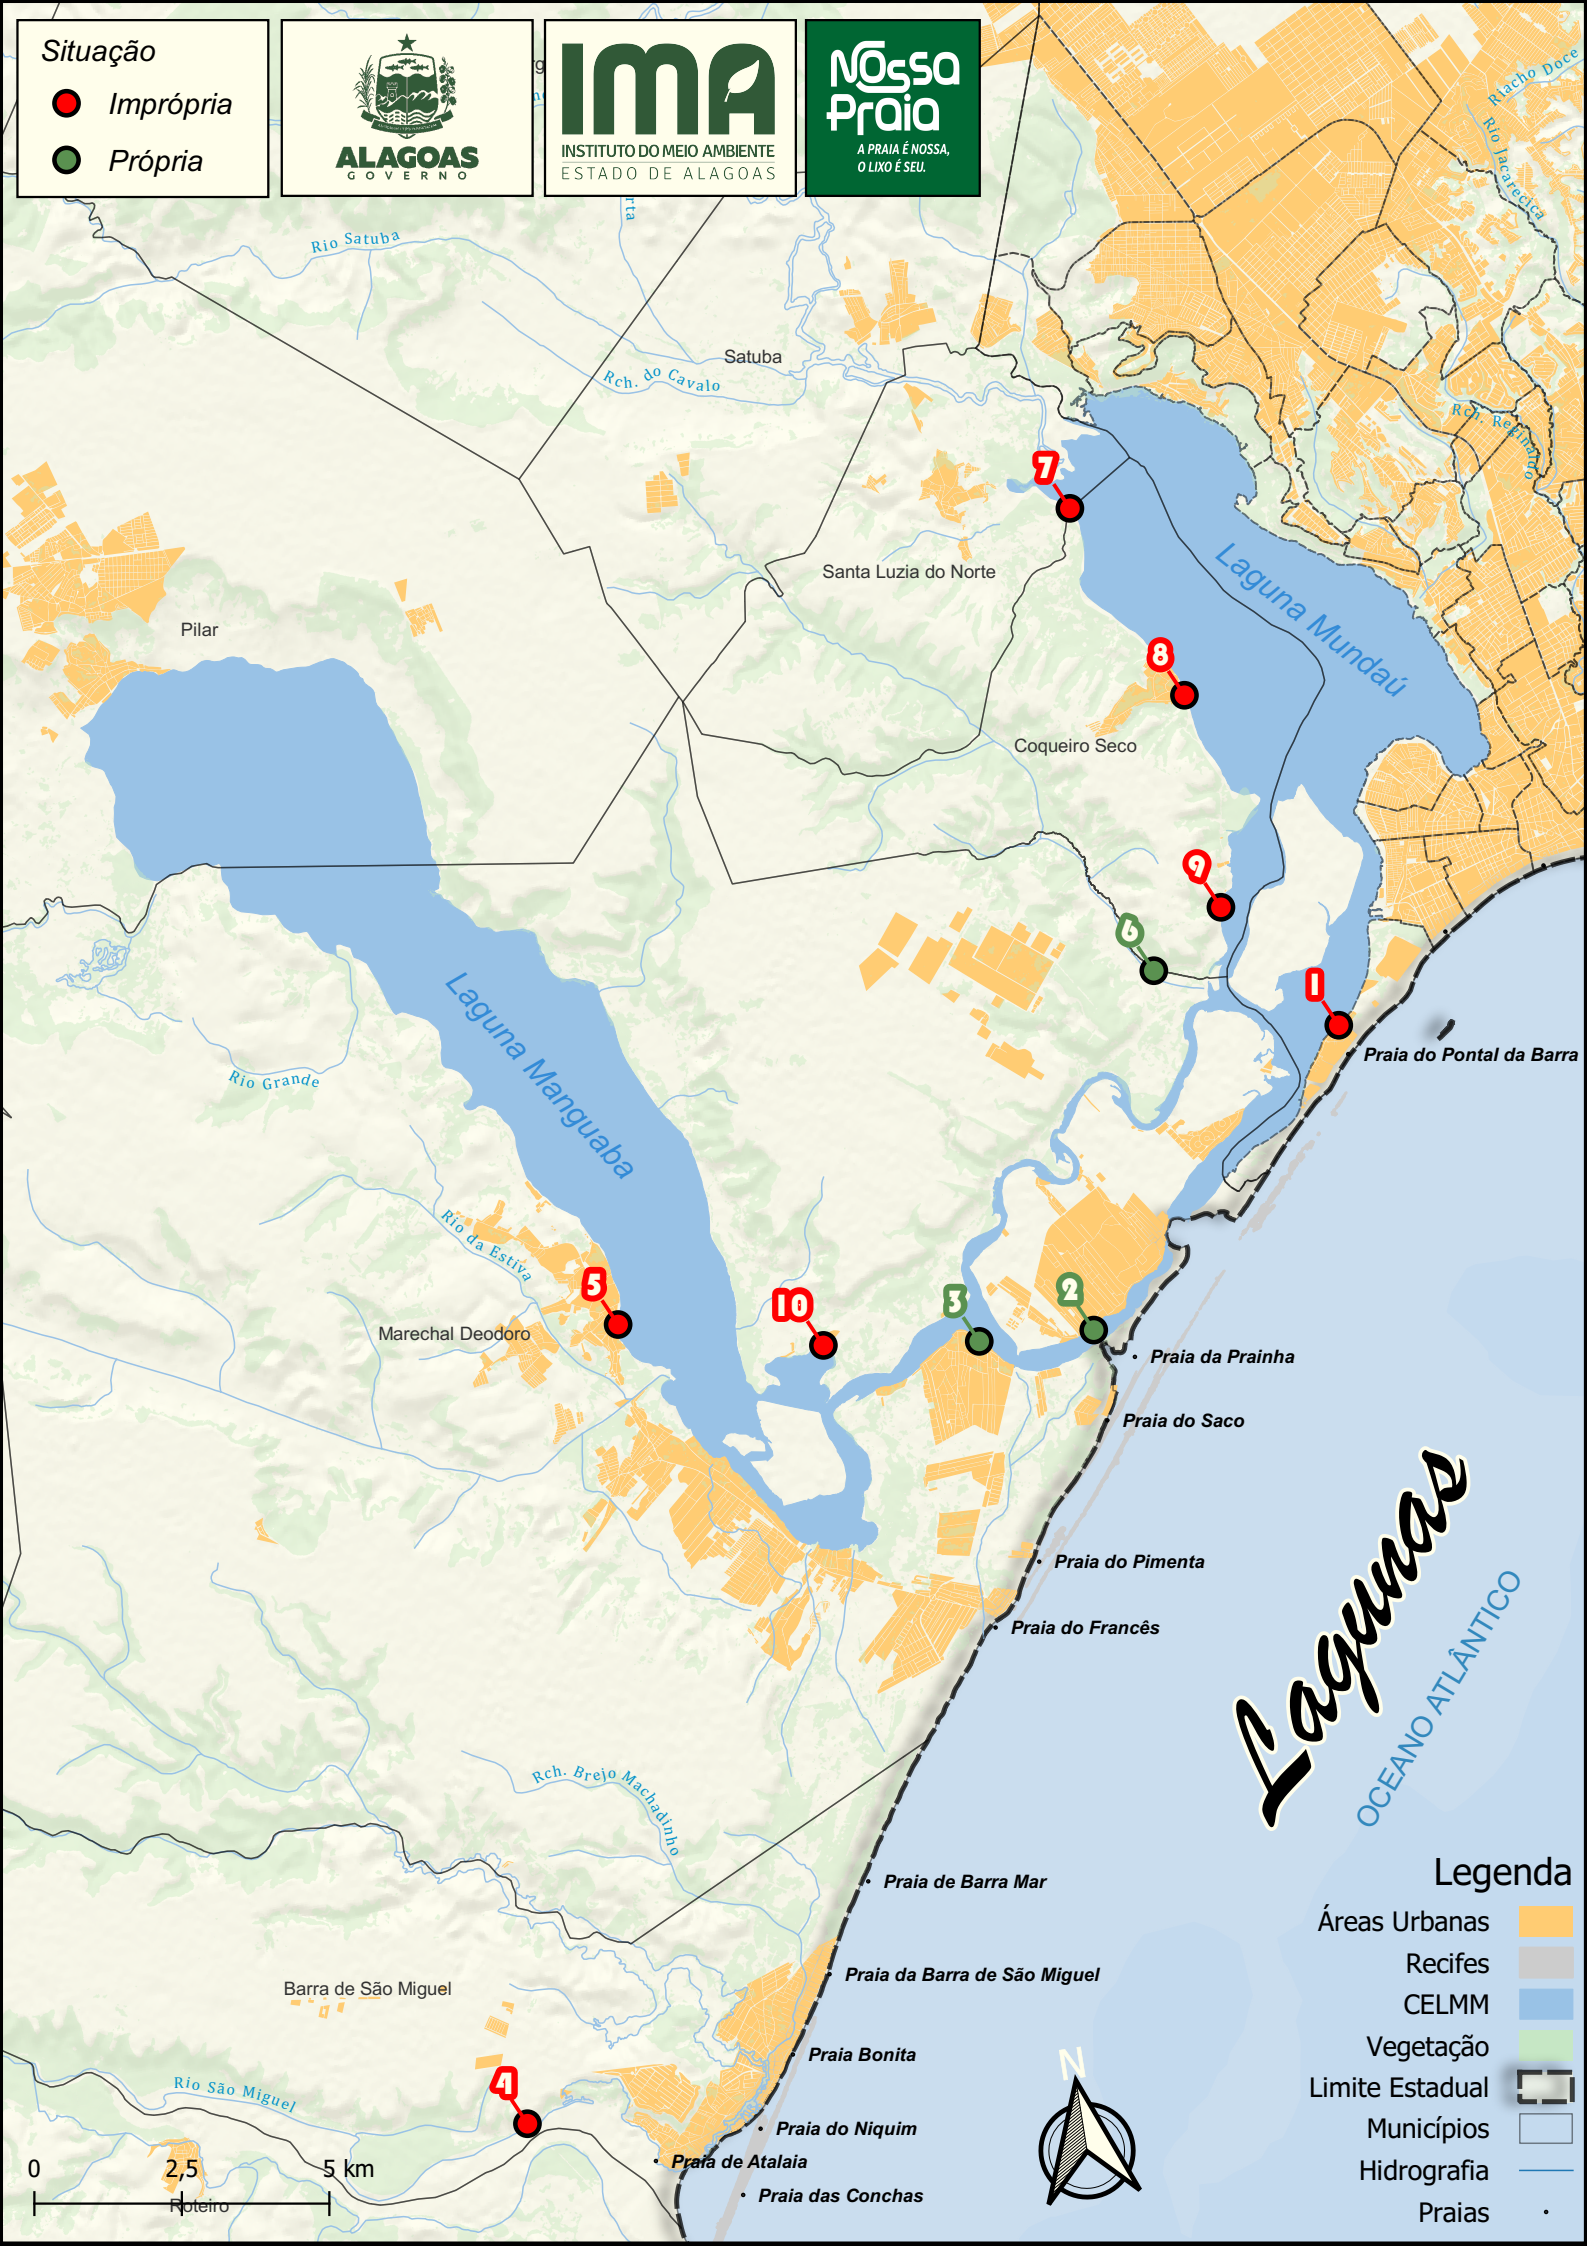 Situação
Imprópria
Própria
ALAGOAS
GOVERNO
IMA
INSTITUTO DO MEIO AMBIENTE
ESTADO DE ALAGOAS
Nossa
Praia
A PRAIA É NOSSA,
O LIXO É SEU.
Riacho Doce
Rio Jacarecica
Rio Satuba
Satuba
Rch. do Cavalo
Rch. Reginaldo
7
Santa Luzia do Norte
Laguna Mundaú
Pilar
8
Coqueiro Seco
9
6
1
Laguna Manguaba
Praia do Pontal da Barra
Rio Grande
Rio da Estiva
5
10
3
2
Marechal Deodoro
Praia da Prainha
Praia do Saco
Lagunas
Praia do Pimenta
OCEANO ATLÂNTICO
Praia do Francês
Rch. Brejo Machadinho
Praia de Barra Mar
Praia da Barra de São Miguel
Barra de São Miguel
Praia Bonita
Rio São Miguel
4
Praia do Niquim
Praia de Atalaia
Praia das Conchas
Roteiro
0 2,5 5 km
N
Legenda
Áreas Urbanas
Recifes
CELMM
Vegetação
Limite Estadual
Municípios
Hidrografia
Praias